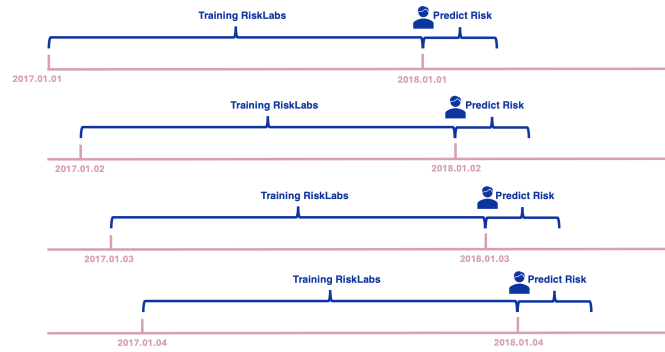 Training RiskLabs Predict Risk
2017.01.01 2018.01.01
Training RiskLabs Predict Risk
2017.01.02 2018.01.02
Training RiskLabs Predict Risk
2017.01.03 2018.01.03
Training RiskLabs Predict Risk
2017.01.04 2018.01.04